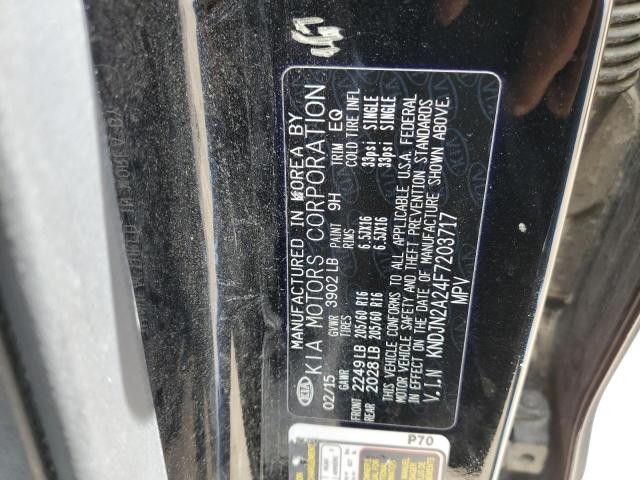 MANUFACTURED IN KOREA BY
KIA KIA MOTORS CORPORATION
02/15 GVWR 3902LB PAINT 9H TRIM EQ
GAWR TIRES RIMS COLD TIRE INFL
FRONT 2249LB 205/60 R16 6.5JX16 33psi SINGLE
REAR 2028LB 205/60 R16 6.5JX16 33psi SINGLE
THIS VEHICLE CONFORMS TO ALL APPLICABLE U.S.A. FEDERAL
MOTOR VEHICLE SAFETY AND THEFT PREVENTION STANDARDS
IN EFFECT ON THE DATE OF MANUFACTURE SHOWN ABOVE.
V.I.N KNDJN2A24F7203717
MPV
P70